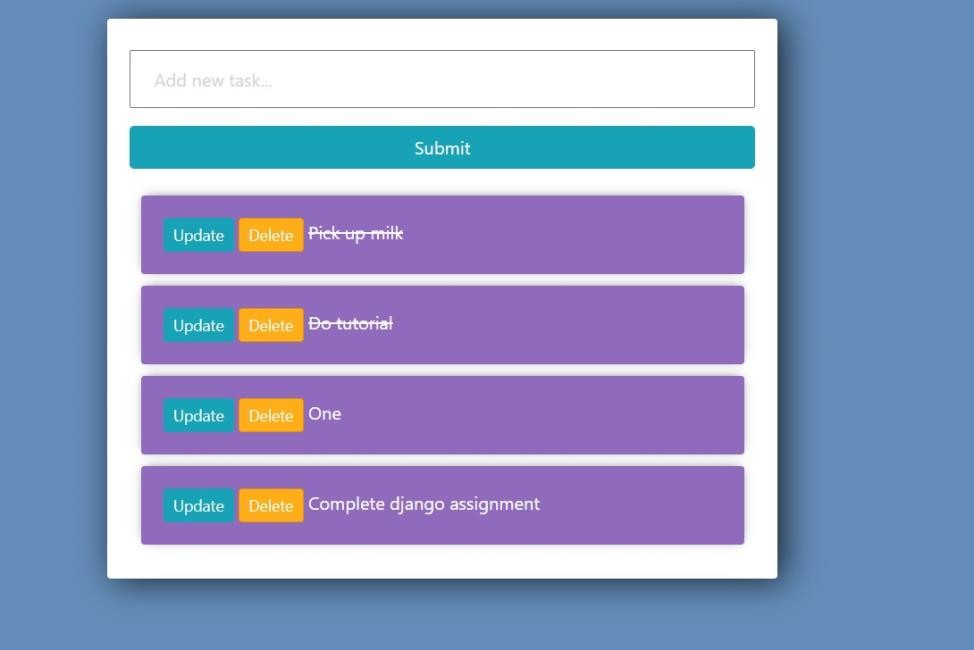 Add new task...
Submit
Update Delete Pick up milk
Update Delete Do tutorial
Update Delete One
Update Delete Complete django assignment